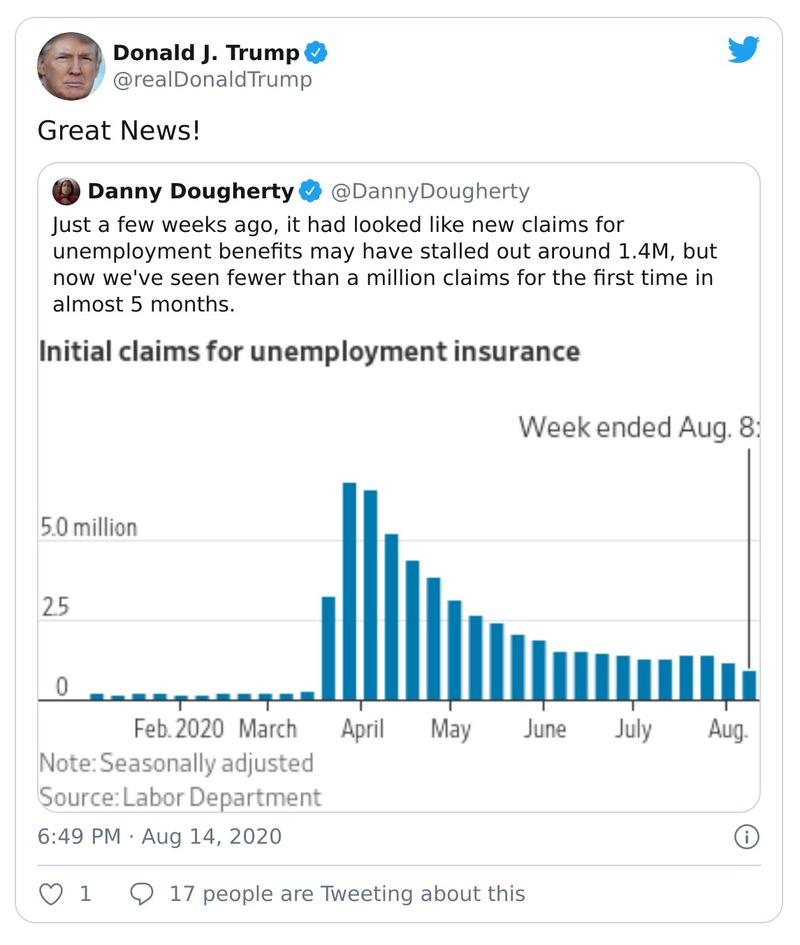 Donald J. Trump
@realDonaldTrump
Great News!
Danny Dougherty @DannyDougherty
Just a few weeks ago, it had looked like new claims for
unemployment benefits may have stalled out around 1.4M, but
now we've seen fewer than a million claims for the first time in
almost 5 months.
Initial claims for unemployment insurance
Week ended Aug. 8:
5.0 million
2.5
0
Feb. 2020 March April May June July Aug.
Note: Seasonally adjusted
Source: Labor Department
6:49 PM · Aug 14, 2020
1 17 people are Tweeting about this